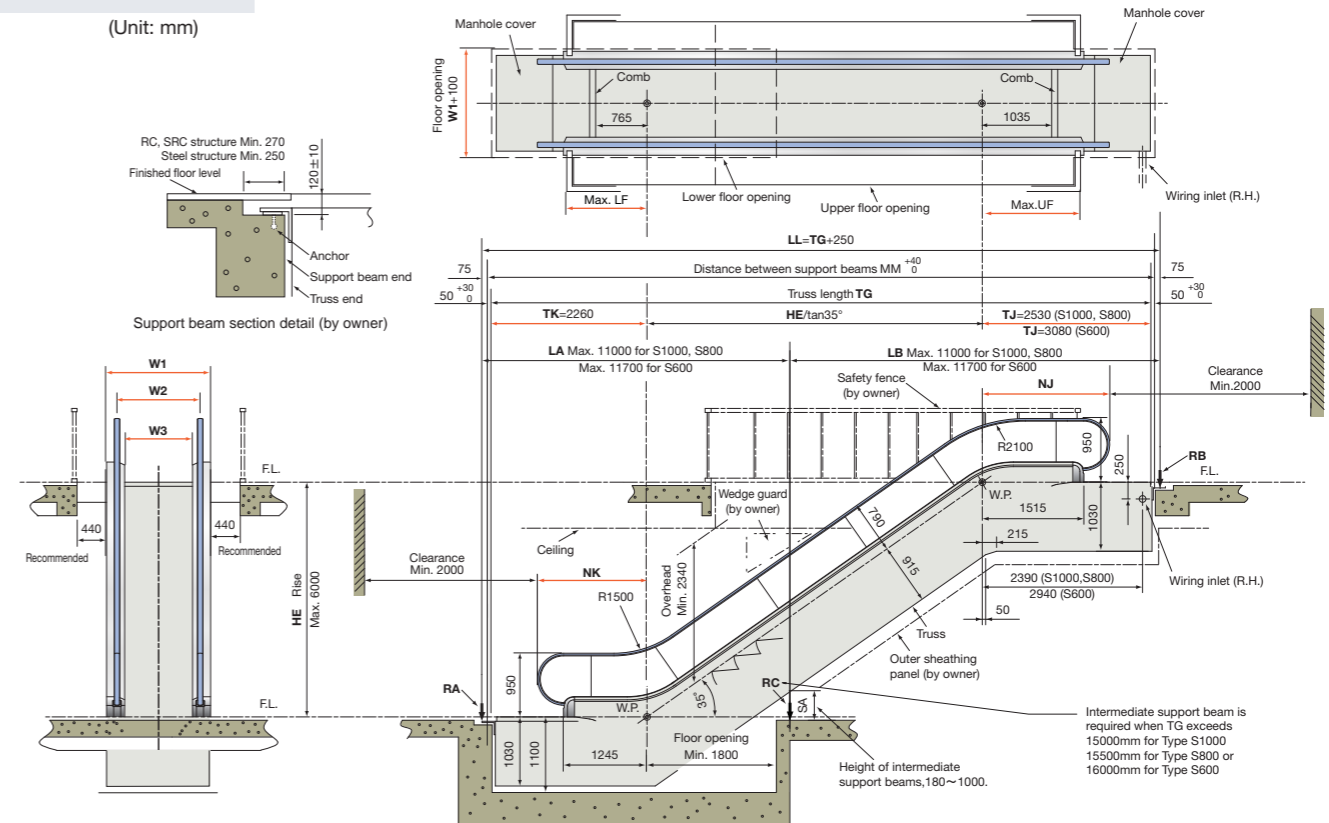 (Unit: mm)
Manhole cover
Manhole cover
Floor opening
W1+100
Comb
Comb
765
1035
Wiring inlet (R.H.)
Lower floor opening
Upper floor opening
Max. LF
Max.UF
RC, SRC structure Min. 270
Steel structure Min. 250
Finished floor level
120±10
Anchor
Support beam end
Truss end
Support beam section detail (by owner)
LL=TG+250
75
Distance between support beams MM +40 0
75
50 +30 0
Truss length TG
50 +30 0
TK=2260
HE/tan35°
TJ=2530 (S1000, S800)
TJ=3080 (S600)
LA Max. 11000 for S1000, S800
Max. 11700 for S600
LB Max. 11000 for S1000, S800
Max. 11700 for S600
Safety fence
(by owner)
NJ
Clearance
Min.2000
W1
W2
W3
F.L.
440
440
Recommended
Recommended
HE Rise
Max. 6000
F.L.
R2100
950
250
RB
F.L.
W.P.
Wedge guard
(by owner)
790
1515
1030
215
Ceiling
Clearance
Min. 2000
NK
Overhead
Min. 2340
915
2390 (S1000,S800)
2940 (S600)
Wiring inlet (R.H.)
R1500
50
Truss
Outer sheathing
panel (by owner)
950
RA
RC
SA
35°
W.P.
Floor opening
Min. 1800
1030
1100
1245
Height of intermediate
support beams,180～1000.
Intermediate support beam is
required when TG exceeds
15000mm for Type S1000
15500mm for Type S800 or
16000mm for Type S600